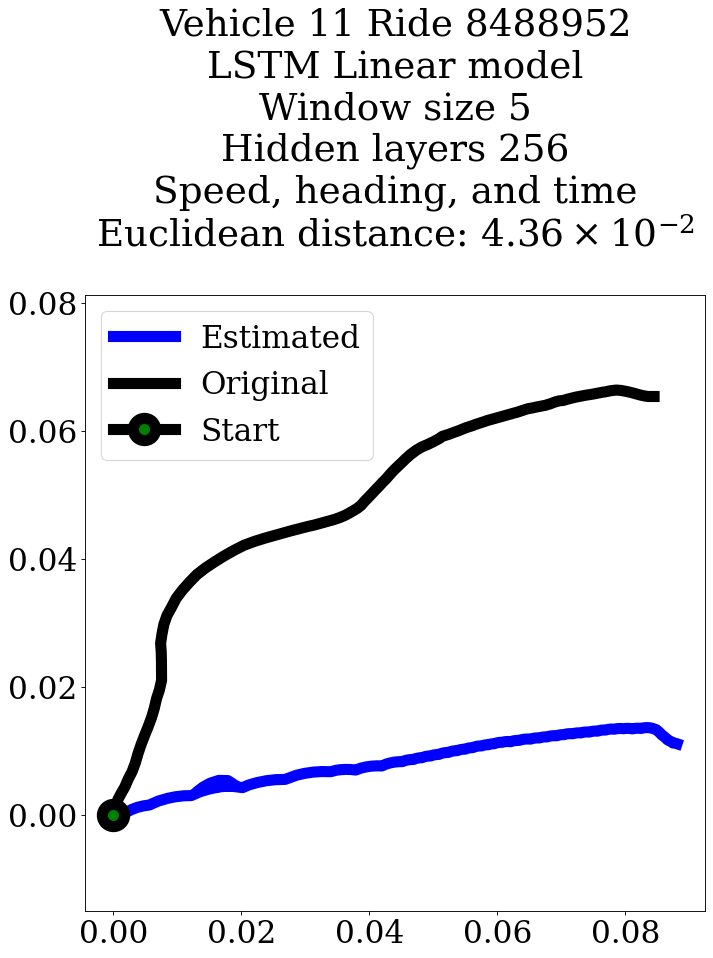 Vehicle 11 Ride 8488952
LSTM Linear model
Window size 5
Hidden layers 256
Speed, heading, and time
Euclidean distance: 4.36 × 10⁻²
0.08
0.06
0.04
0.02
0.00
Estimated
Original
Start
0.00 0.02 0.04 0.06 0.08